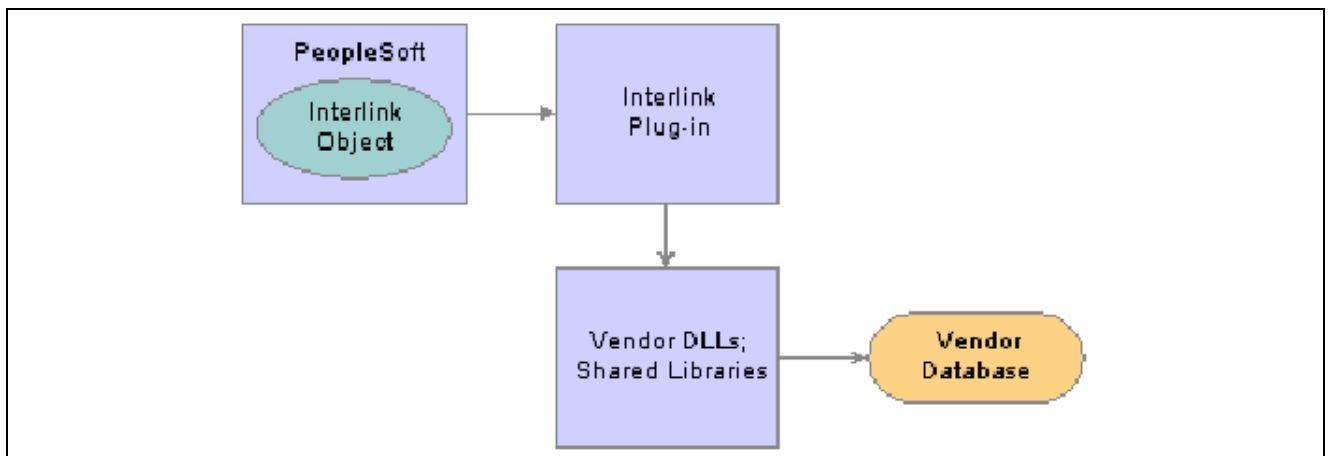 PeopleSoft
Interlink
Object
Interlink
Plug-in
Vendor DLLs;
Shared Libraries
Vendor
Database